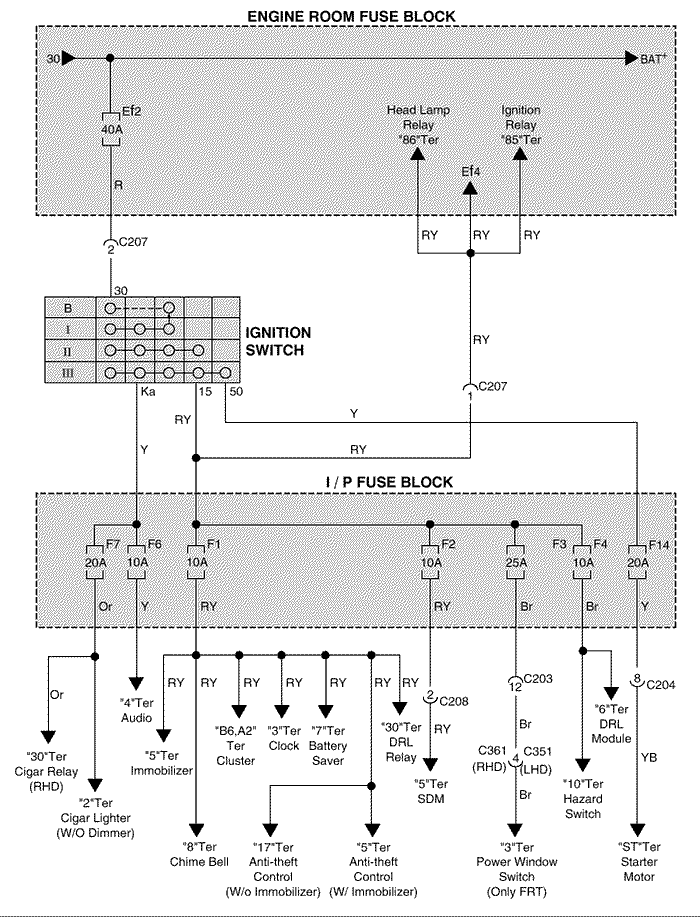 ENGINE ROOM FUSE BLOCK
30
BAT+
Ef2
40A
Head Lamp
Relay
"86"Ter
Ignition
Relay
"85"Ter
Ef4
R
RY
RY
RY
C207
2
30
B
I
II
III
IGNITION
SWITCH
RY
C207
1
Ka
15
50
RY
Y
Y
RY
I / P FUSE BLOCK
F7
20A
F6
10A
F1
10A
F2
10A
25A
F3
F4
10A
F14
20A
Or
Y
RY
RY
Br
Br
Y
Or
"4"Ter
Audio
RY
RY
RY
RY
RY
RY
RY
2
C208
RY
12
C203
Br
8
C204
"30"Ter
Cigar Relay
(RHD)
"2"Ter
Cigar Lighter
(W/O Dimmer)
"5"Ter
Immobilizer
"B6,A2"
Ter
Cluster
"3"Ter
Clock
"7"Ter
Battery
Saver
"30"Ter
DRL
Relay
"5"Ter
SDM
C361
(RHD)
4
C351
(LHD)
Br
"6"Ter
DRL
Module
"10"Ter
Hazard
Switch
YB
"8"Ter
Chime Bell
"17"Ter
Anti-theft
Control
(W/o Immobilizer)
"5"Ter
Anti-theft
Control
(W/ Immobilizer)
"3"Ter
Power Window
Switch
(Only FRT)
"ST"Ter
Starter
Motor